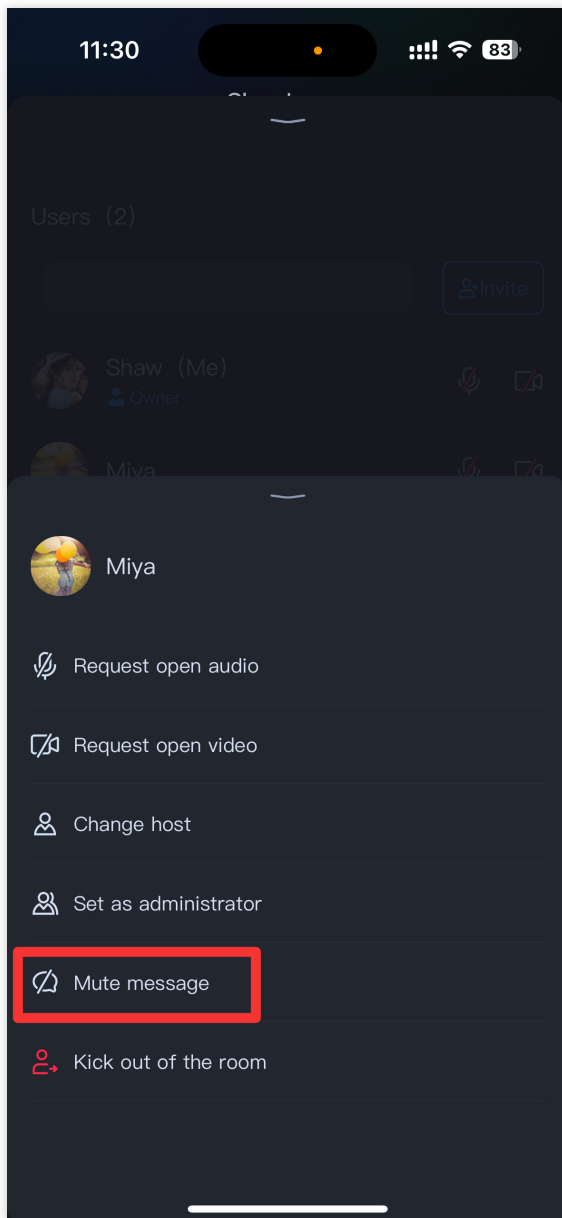 11:30
83
Users (2)
Invite
Shaw (Me)
Owner
Miya
Miya
Request open audio
Request open video
Change host
Set as administrator
Mute message
Kick out of the room